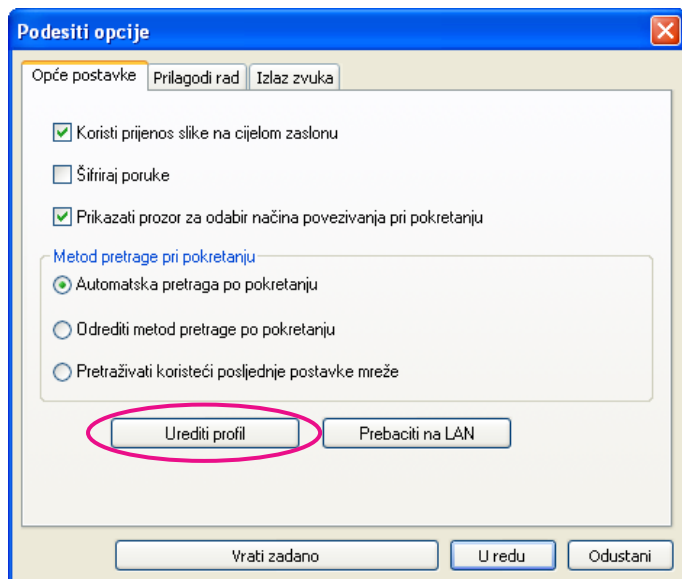 Podesiti opcije
Opće postavke
Prilagodi rad
Izlaz zvuka
Koristi prijenos slike na cijelom zaslonu
Šifriraj poruke
Prikazati prozor za odabir načina povezivanja pri pokretanju
Metod pretrage pri pokretanju
Automatska pretraga po pokretanju
Odrediti metod pretrage po pokretanju
Pretraživati koristeći posljednje postavke mreže
Urediti profil
Prebaciti na LAN
Vrati zadano
U redu
Odustani